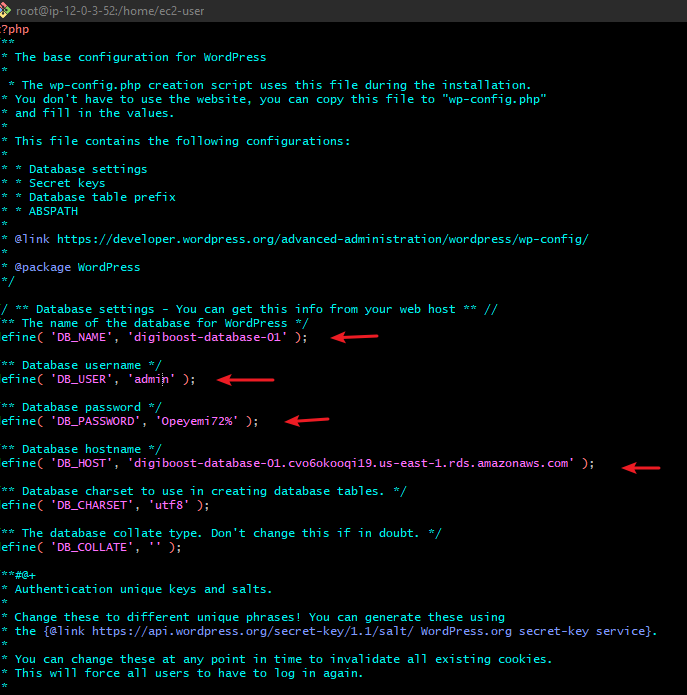 root@ip-12-0-3-52:/home/ec2-user
?php
**
* The base configuration for WordPress
*
* The wp-config.php creation script uses this file during the installation.
* You don't have to use the website, you can copy this file to "wp-config.php"
* and fill in the values.
*
* This file contains the following configurations:
*
* * Database settings
* * Secret keys
* * Database table prefix
* * ABSPATH
*
* @link https://developer.wordpress.org/advanced-administration/wordpress/wp-config/
*
* @package WordPress
*/
/ ** Database settings - You can get this info from your web host ** //
** The name of the database for WordPress */
define( 'DB_NAME', 'digiboost-database-01' );
** Database username */
define( 'DB_USER', 'admin' );
** Database password */
define( 'DB_PASSWORD', 'Opeyemi72%' );
** Database hostname */
define( 'DB_HOST', 'digiboost-database-01.cvo6okooqi19.us-east-1.rds.amazonaws.com' );
** Database charset to use in creating database tables. */
define( 'DB_CHARSET', 'utf8' );
** The database collate type. Don't change this if in doubt. */
define( 'DB_COLLATE', '' );
**#@+
* Authentication unique keys and salts.
*
* Change these to different unique phrases! You can generate these using
* the {@link https://api.wordpress.org/secret-key/1.1/salt/ WordPress.org secret-key service}.
*
* You can change these at any point in time to invalidate all existing cookies.
* This will force all users to have to log in again.
*